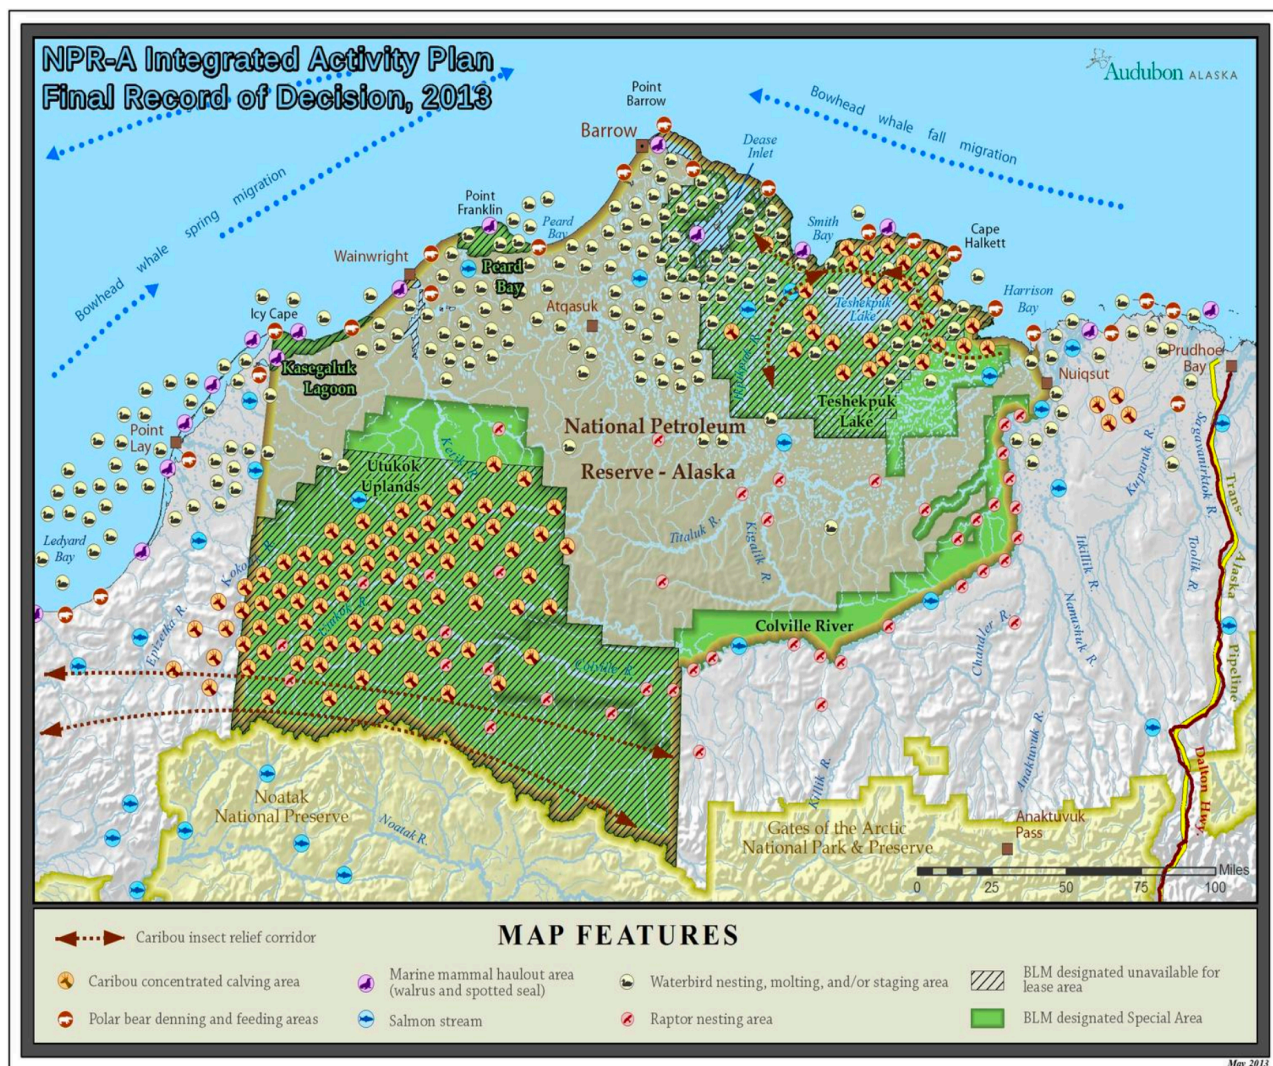 NPR-A Integrated Activity Plan
Final Record of Decision, 2013
Audubon ALASKA
Point
Barrow
Barrow
Bowhead whale fall migration
Dease
Inlet
Bowhead whale spring migration
Point
Franklin
Peard
Bay
Smith
Bay
Cape
Halkett
Wainwright
Peard
Bay
Harrison
Bay
Teshekpuk
Lake
Icy Cape
Atqasuk
Kasegaluk
Lagoon
Prudhoe
Bay
Nuiqsut
Teshekpuk
Lake
Point
Lay
National Petroleum
Reserve - Alaska
Utukok
Uplands
Kuparuk R.
Sagavanirktok R.
Trans-
Alaska
Pipeline
Titaluk R.
Kigalik R.
Ledyard
Bay
Itkillik R.
Toolik R.
Nanushuk R.
Chandler R.
Colville River
Colville R.
Utukok R.
Anaktuvuk R.
Killik R.
Dalton Hwy.
Noatak
National Preserve
Noatak R.
Gates of the Arctic
National Park & Preserve
Anaktuvuk
Pass
Miles
0 25 50 75 100
MAP FEATURES
Caribou insect relief corridor
Caribou concentrated calving area
Polar bear denning and feeding areas
Marine mammal haulout area
(walrus and spotted seal)
Salmon stream
Waterbird nesting, molting, and/or staging area
Raptor nesting area
BLM designated unavailable for
lease area
BLM designated Special Area
May 2013